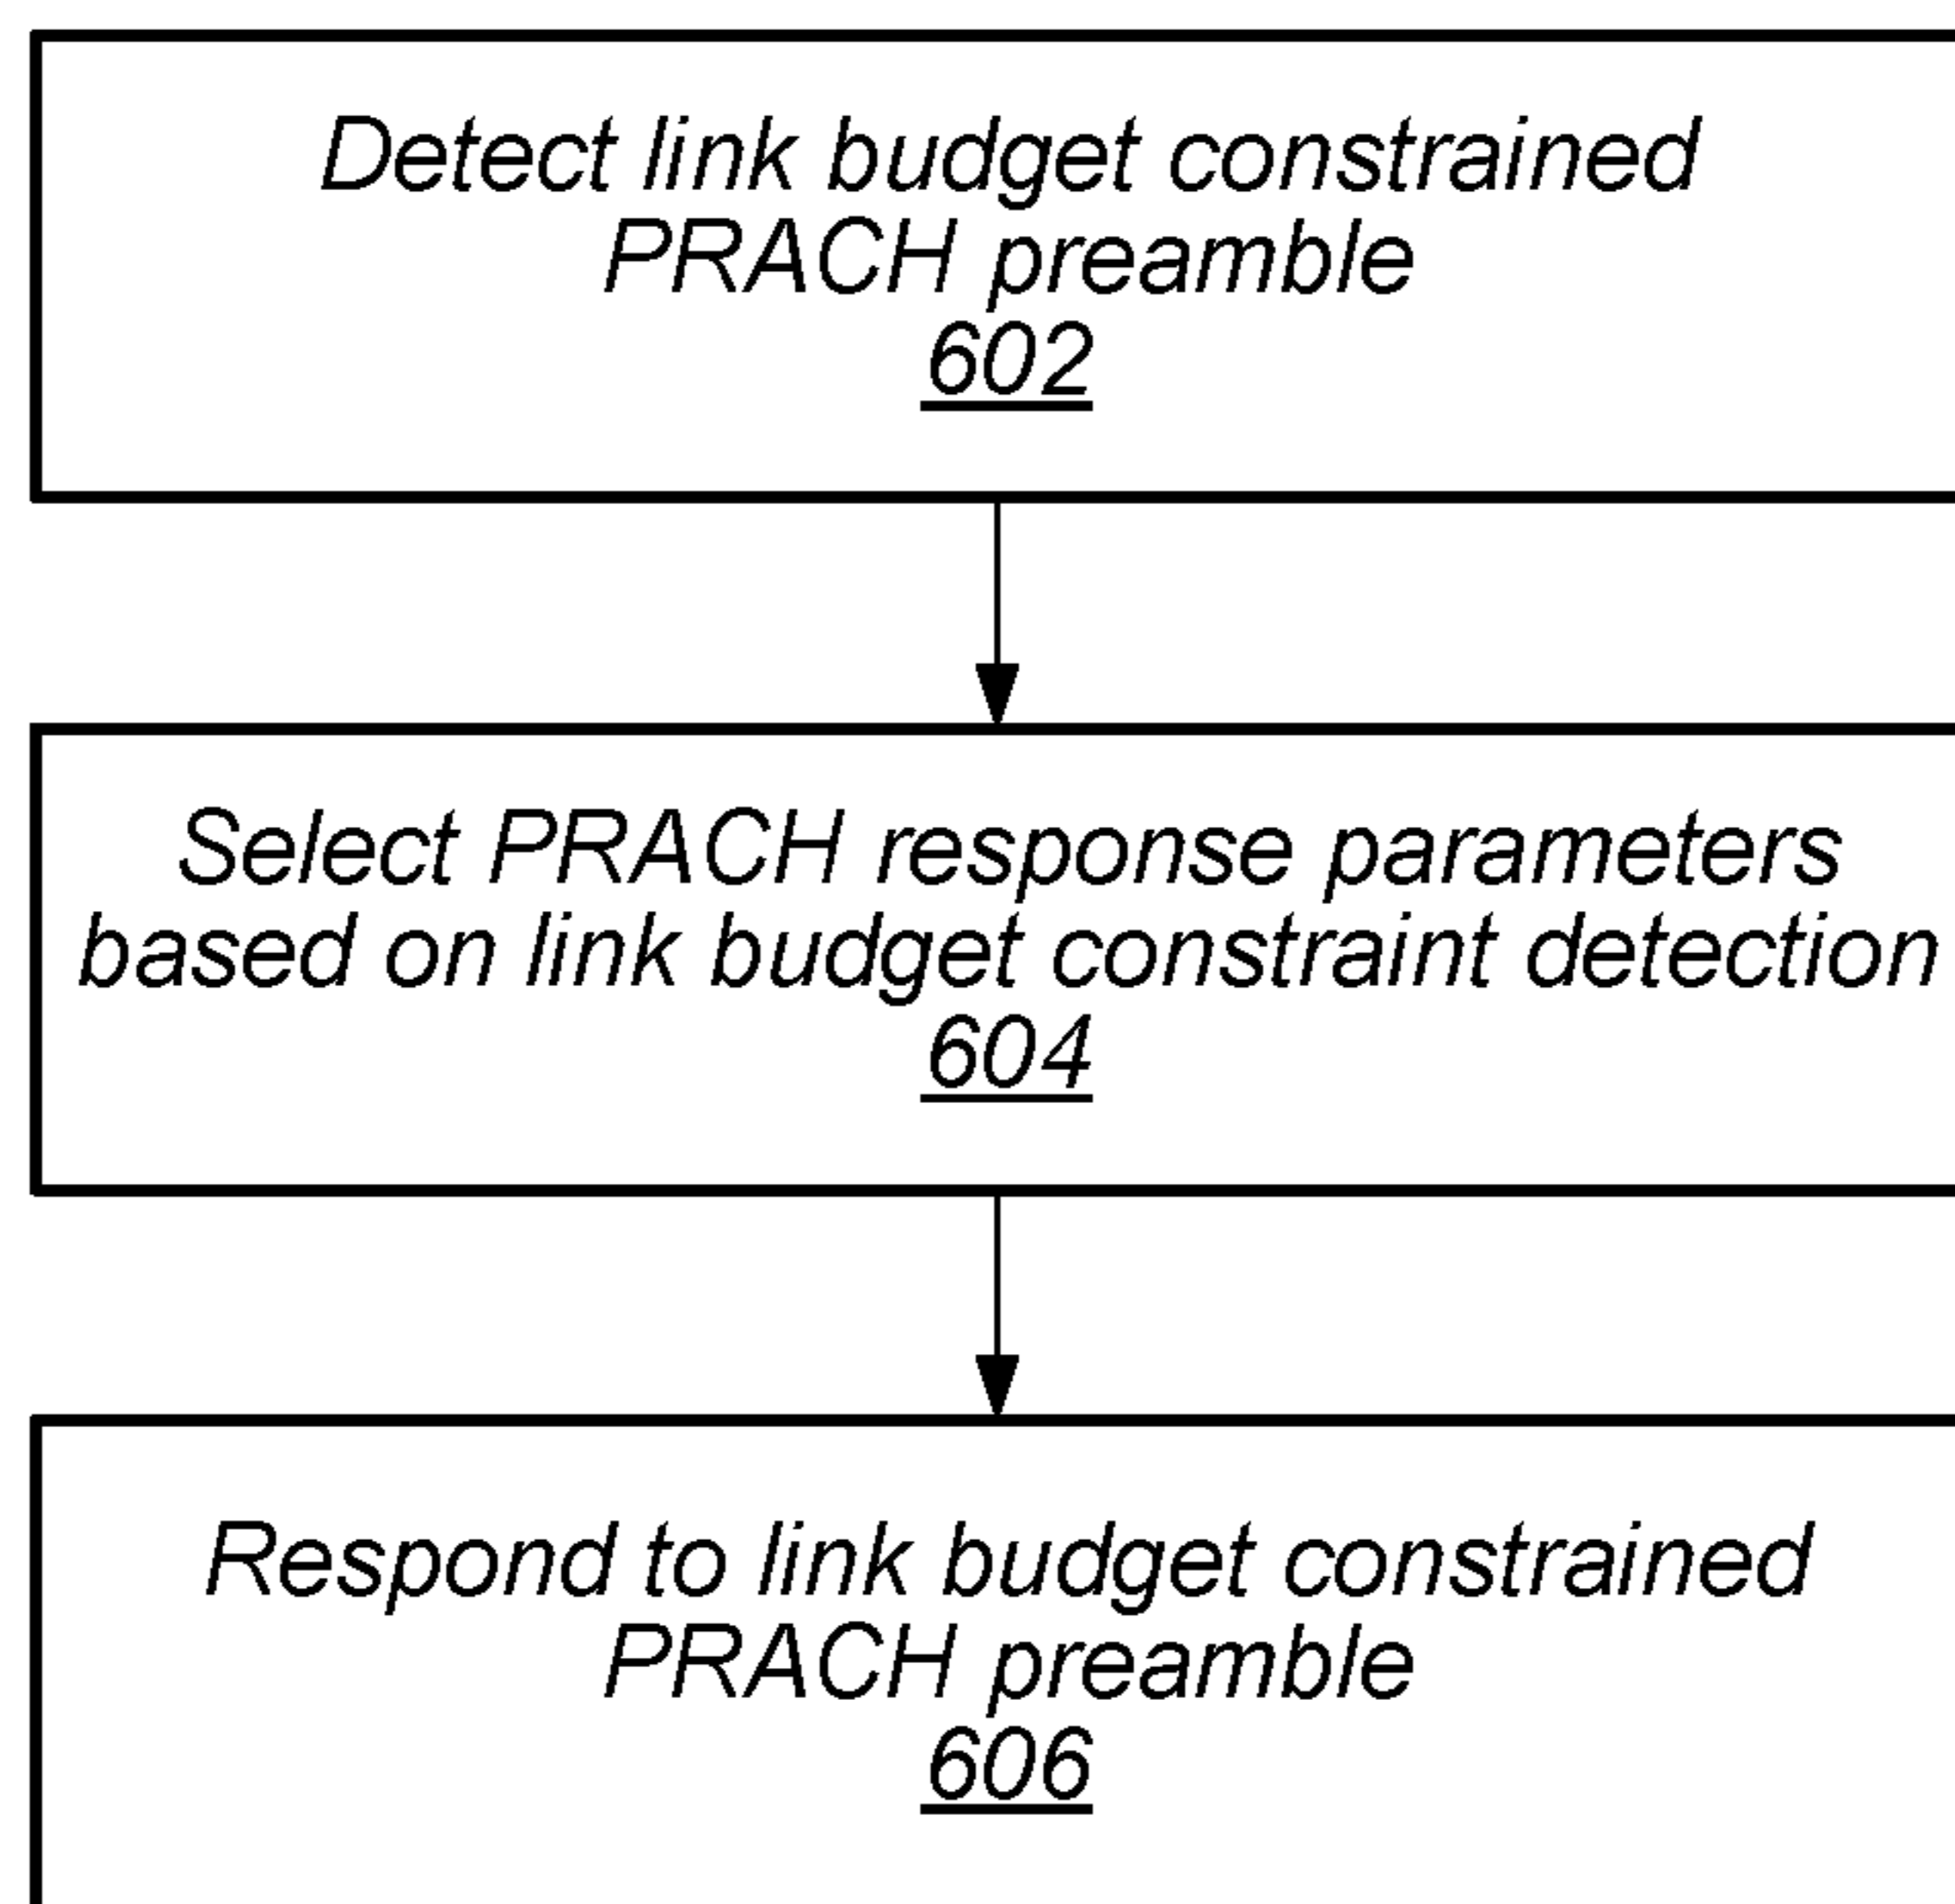 Detect link budget constrained
PRACH preamble
602
Select PRACH response parameters
based on link budget constraint detection
604
Respond to link budget constrained
PRACH preamble
606